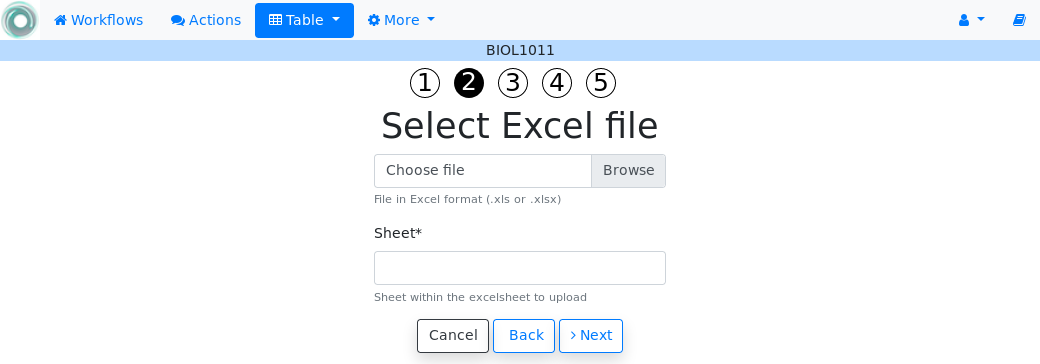 Workflows Actions Table More
BIOL1011
1 2 3 4 5
Select Excel file
Choose file Browse
File in Excel format (.xls or .xlsx)
Sheet*
Sheet within the excelsheet to upload
Cancel Back Next